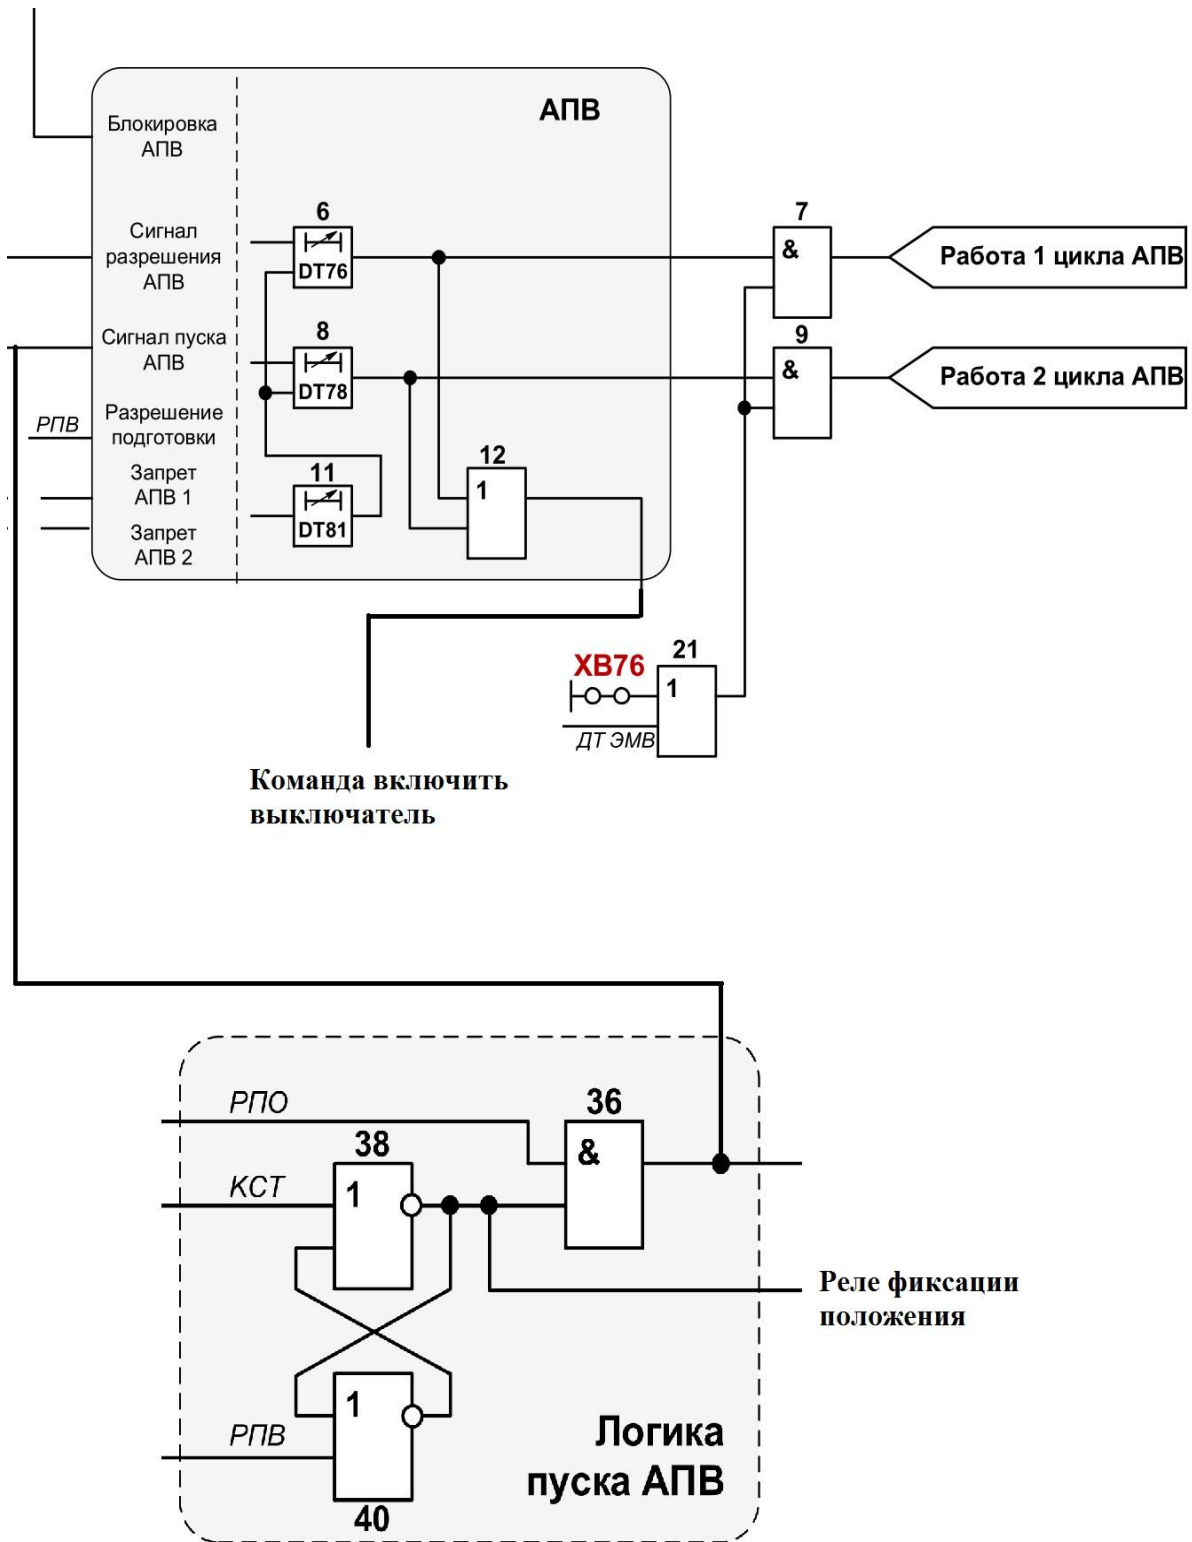 АПВ
Блокировка
АПВ
Сигнал
разрешения
АПВ
Сигнал пуска
АПВ
РПВ
Разрешение
подготовки
Запрет
АПВ 1
Запрет
АПВ 2
6
DT76
8
DT78
11
DT81
12
1
7
&
Работа 1 цикла АПВ
9
&
Работа 2 цикла АПВ
XB76
21
1
ДТ ЭМВ
Команда включить
выключатель
РПО
36
&
38
КСТ
1
Реле фиксации
положения
1
РПВ
40
Логика
пуска АПВ